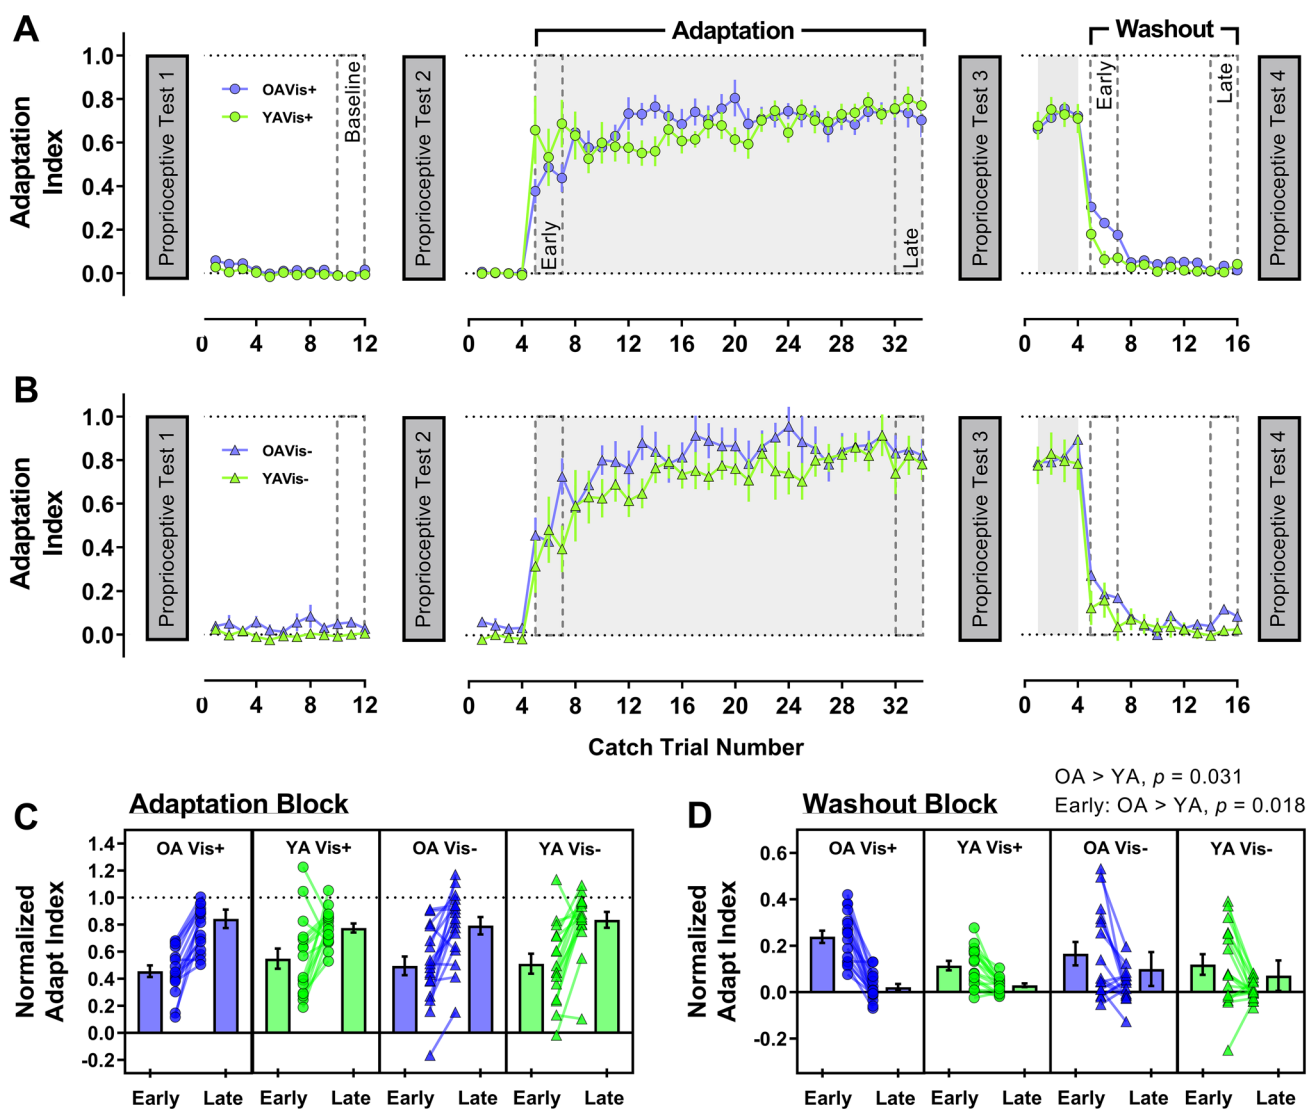 A
Adaptation
Washout
1.0
0.8
0.6
0.4
0.2
0.0
Adaptation
Index
Proprioceptive Test 1
OAVis+
YAVis+
Baseline
Proprioceptive Test 2
Early
Late
Proprioceptive Test 3
Early
Late
Proprioceptive Test 4
0 4 8 12
0 4 8 12 16 20 24 28 32
0 4 8 12 16
B
1.0
0.8
0.6
0.4
0.2
0.0
Adaptation
Index
Proprioceptive Test 1
OAVis-
YAVis-
Proprioceptive Test 2
Proprioceptive Test 3
Proprioceptive Test 4
0 4 8 12
0 4 8 12 16 20 24 28 32
0 4 8 12 16
Catch Trial Number
C
Adaptation Block
1.4
1.2
1.0
0.8
0.6
0.4
0.2
0.0
-0.2
Normalized
Adapt Index
OA Vis+
YA Vis+
OA Vis-
YA Vis-
Early Late Early Late Early Late Early Late
OA > YA, p = 0.031
Early: OA > YA, p = 0.018
D
Washout Block
0.6
0.4
0.2
0.0
-0.2
Normalized
Adapt Index
OA Vis+
YA Vis+
OA Vis-
YA Vis-
Early Late Early Late Early Late Early Late